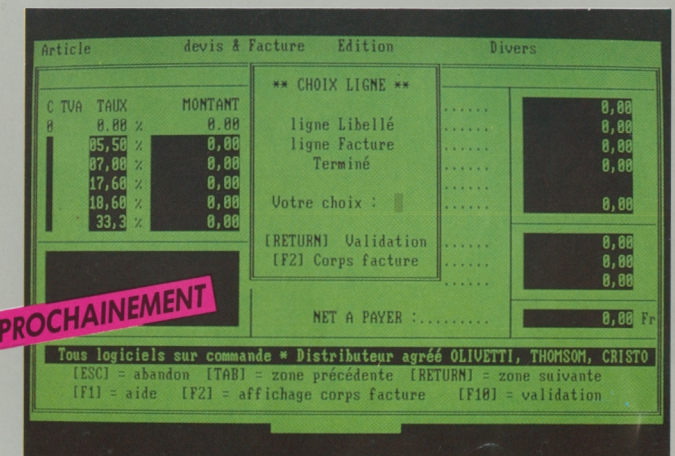 Article devis & Facture Edition Divers
** CHOIX LIGNE **
C TVA TAUX MONTANT
0 0.00 % 0.00
05,50 % 0,00
07,00 % 0,00
17,60 % 0,00
18,60 % 0,00
33,3 % 0,00
ligne Libellé
ligne Facture
Terminé
Votre choix :
[RETURN] Validation
[F2] Corps facture
...... 0,00
...... 0,00
...... 0,00
...... 0,00
......
...... 0,00
...... 0,00
...... 0,00
...... 0,00
NET A PAYER :......... 0,00 Fr
PROCHAINEMENT
Tous logiciels sur commande * Distributeur agréé OLIVETTI, THOMSOM, CRISTO
[ESC] = abandon [TAB] = zone précédente [RETURN] = zone suivante
[F1] = aide [F2] = affichage corps facture [F10] = validation